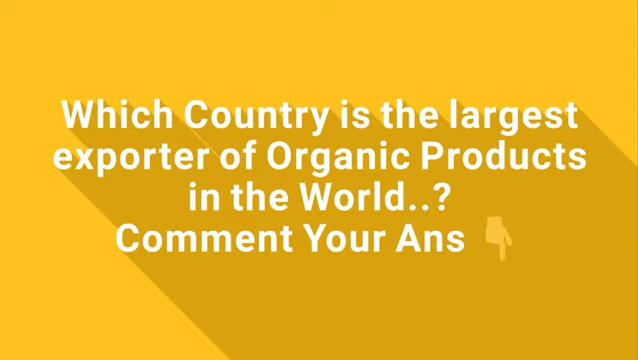 Which Country is the largest
exporter of Organic Products
in the World..?
Comment Your Ans 👇